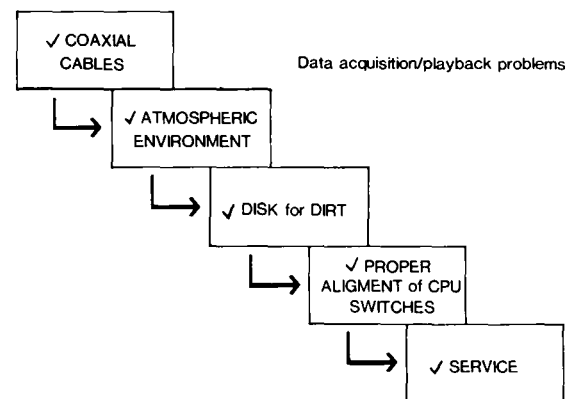 ✓ COAXIAL
CABLES
Data acquisition/playback problems
✓ ATMOSPHERIC
ENVIRONMENT
✓ DISK for DIRT
✓ PROPER
ALIGMENT of CPU
SWITCHES
✓ SERVICE